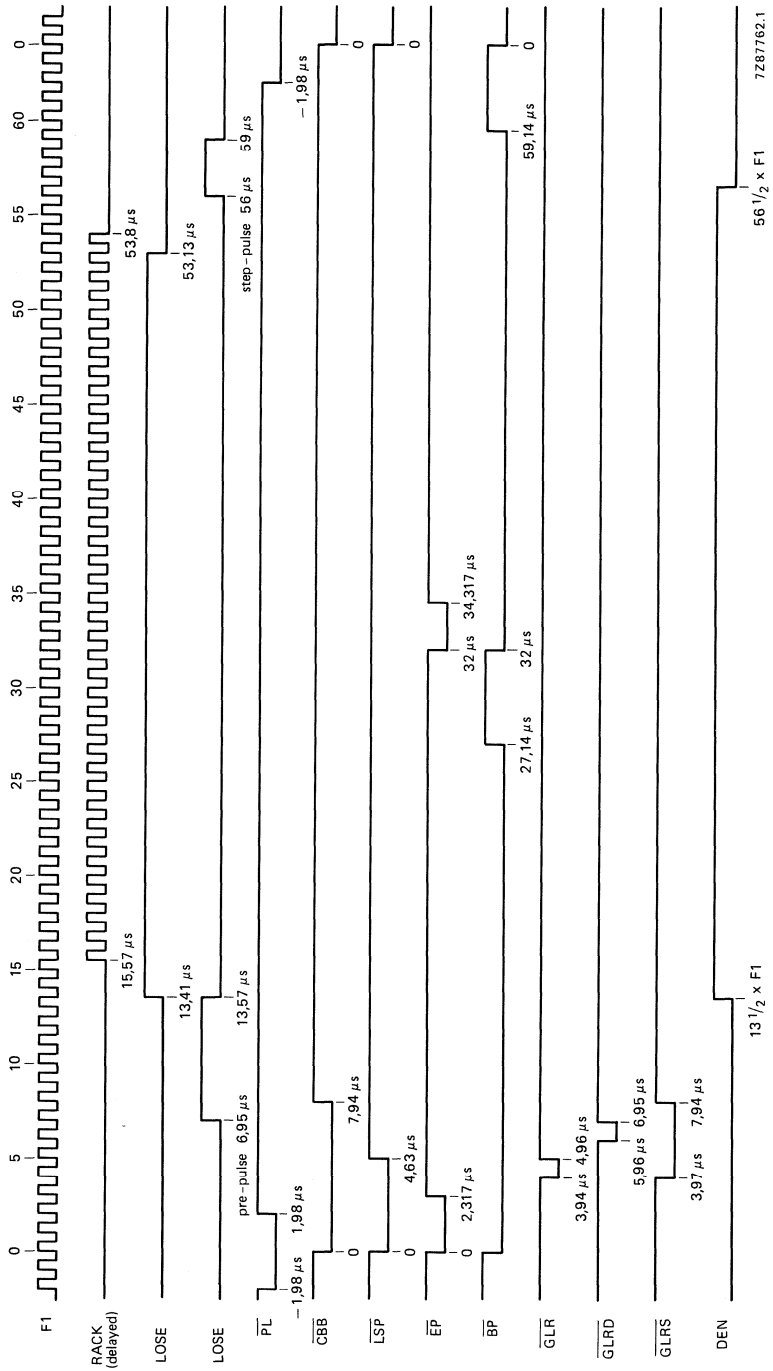 F1 0 5 10 15 20 25 30 35 40 45 50 55 60 0
RACK
(delayed) 15,57 µs 53,8 µs
LOSE 13,41 µs 53,13 µs
LOSE pre-pulse 6,95 µs 13,57 µs step-pulse 56 µs 59 µs
PL −1,98 µs 1,98 µs −1,98 µs
CBB 0 7,94 µs 0
LSP 0 4,63 µs 0
EP 0 2,317 µs 32 µs 34,317 µs
BP 27,14 µs 32 µs 59,14 µs 0
GLR 3,94 µs 4,96 µs
GLRD 5,96 µs 6,95 µs
GLRS 3,97 µs 7,94 µs
DEN 13 1/2 x F1 56 1/2 x F1
7Z87762.1